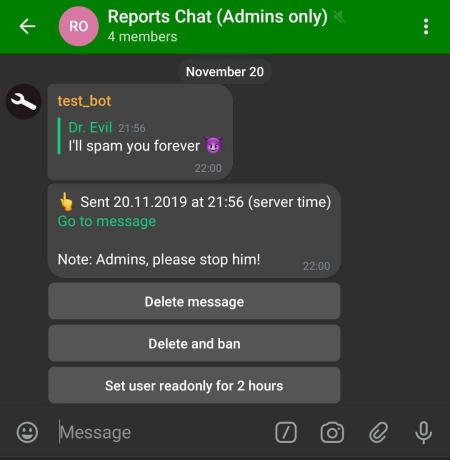 RO
Reports Chat (Admins only)
4 members
November 20
test_bot
Dr. Evil 21:56
I'll spam you forever 😈
22:00
👆 Sent 20.11.2019 at 21:56 (server time)
Go to message
Note: Admins, please stop him!
22:00
Delete message
Delete and ban
Set user readonly for 2 hours
Message